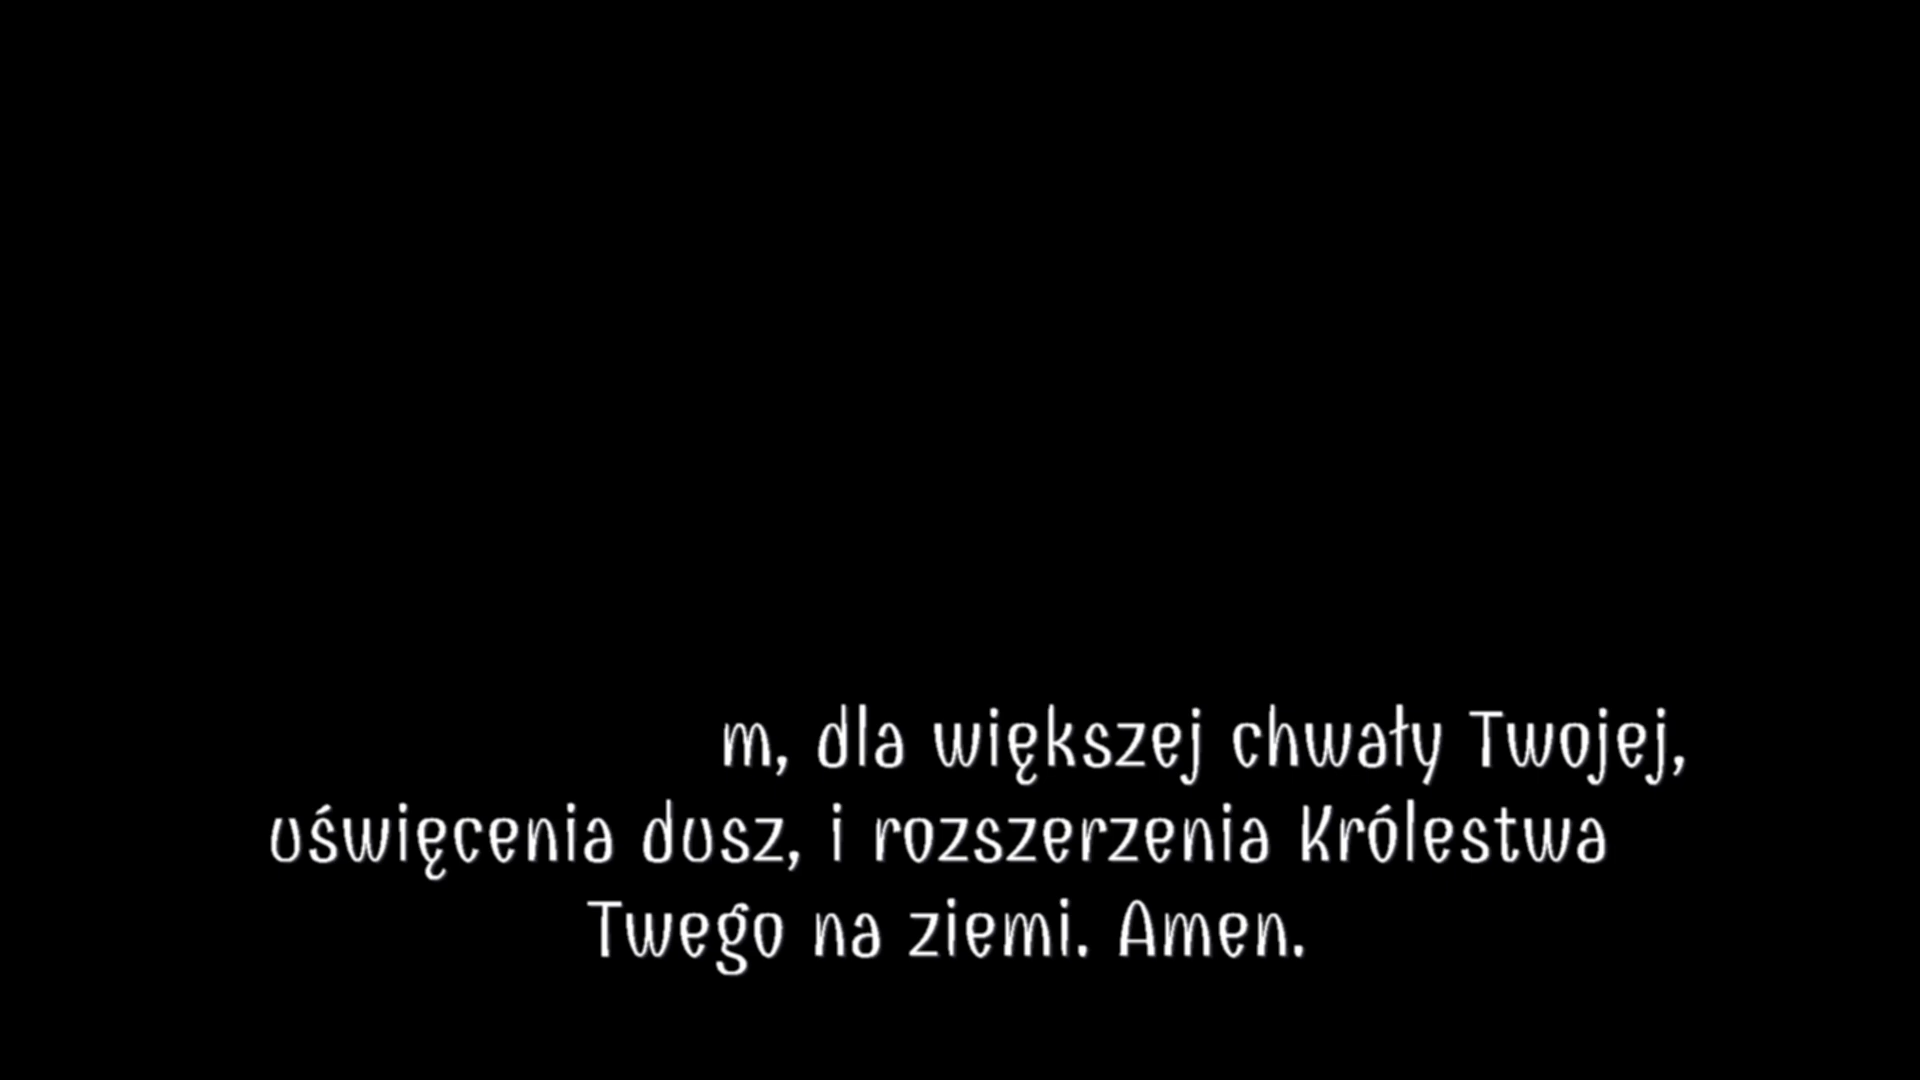 m, dla większej chwały Twojej,
uświęcenia dusz, i rozszerzenia Królestwa
Twego na ziemi. Amen.